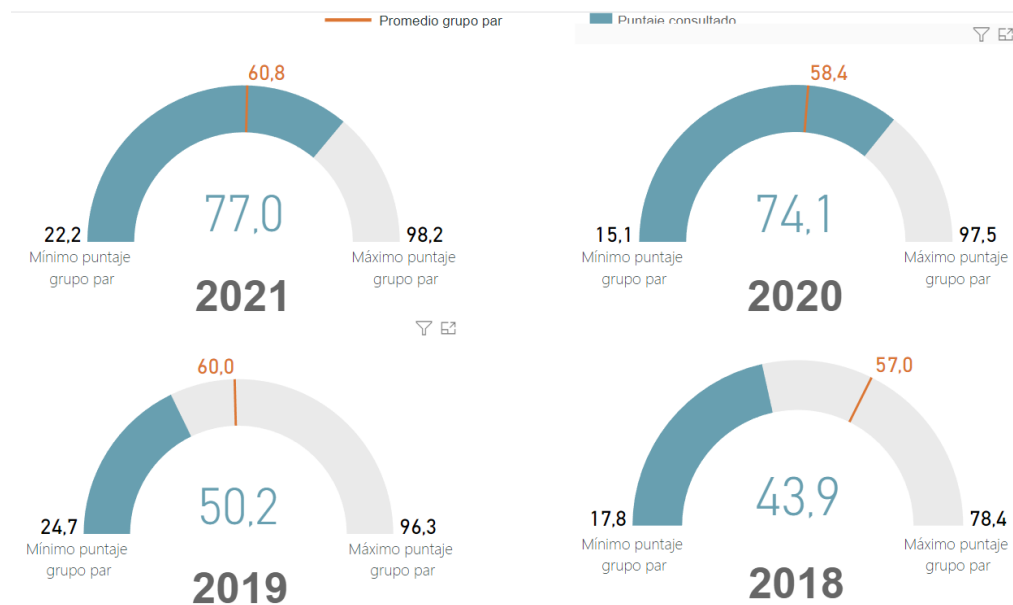 Promedio grupo par
Puntaje consultado
60,8
77,0
22,2
Mínimo puntaje
grupo par
98,2
Máximo puntaje
grupo par
2021
58,4
74,1
15,1
Mínimo puntaje
grupo par
97,5
Máximo puntaje
grupo par
2020
60,0
50,2
24,7
Mínimo puntaje
grupo par
96,3
Máximo puntaje
grupo par
2019
57,0
43,9
17,8
Mínimo puntaje
grupo par
78,4
Máximo puntaje
grupo par
2018